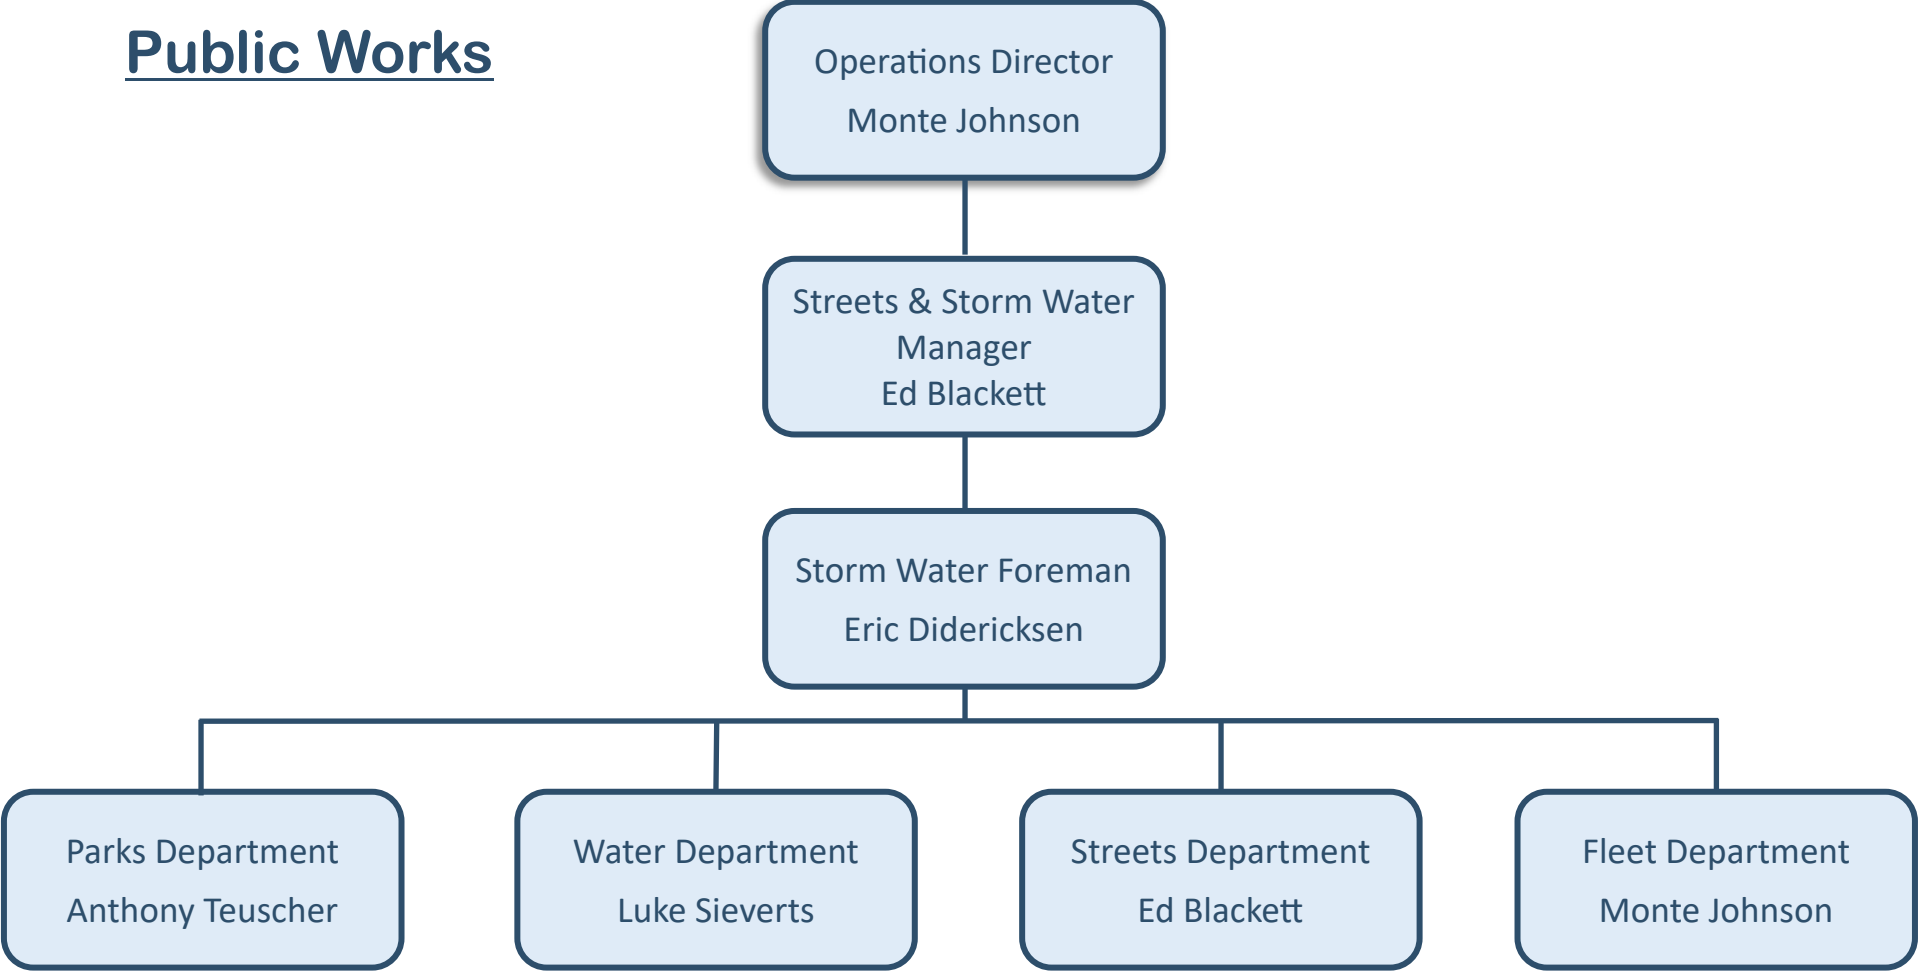 Public Works
Operations Director
Monte Johnson
Streets & Storm Water
Manager
Ed Blackett
Storm Water Foreman
Eric Didericksen
Parks Department
Anthony Teuscher
Water Department
Luke Sieverts
Streets Department
Ed Blackett
Fleet Department
Monte Johnson